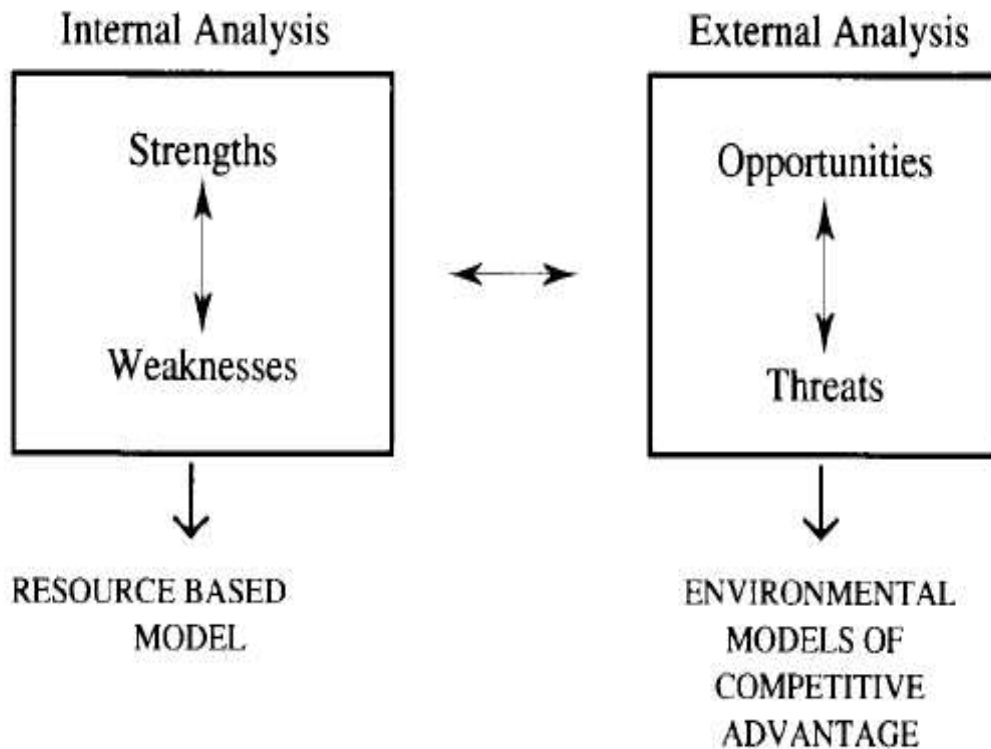 Internal Analysis
Strengths
Weaknesses
RESOURCE BASED
MODEL
External Analysis
Opportunities
Threats
ENVIRONMENTAL
MODELS OF
COMPETITIVE
ADVANTAGE